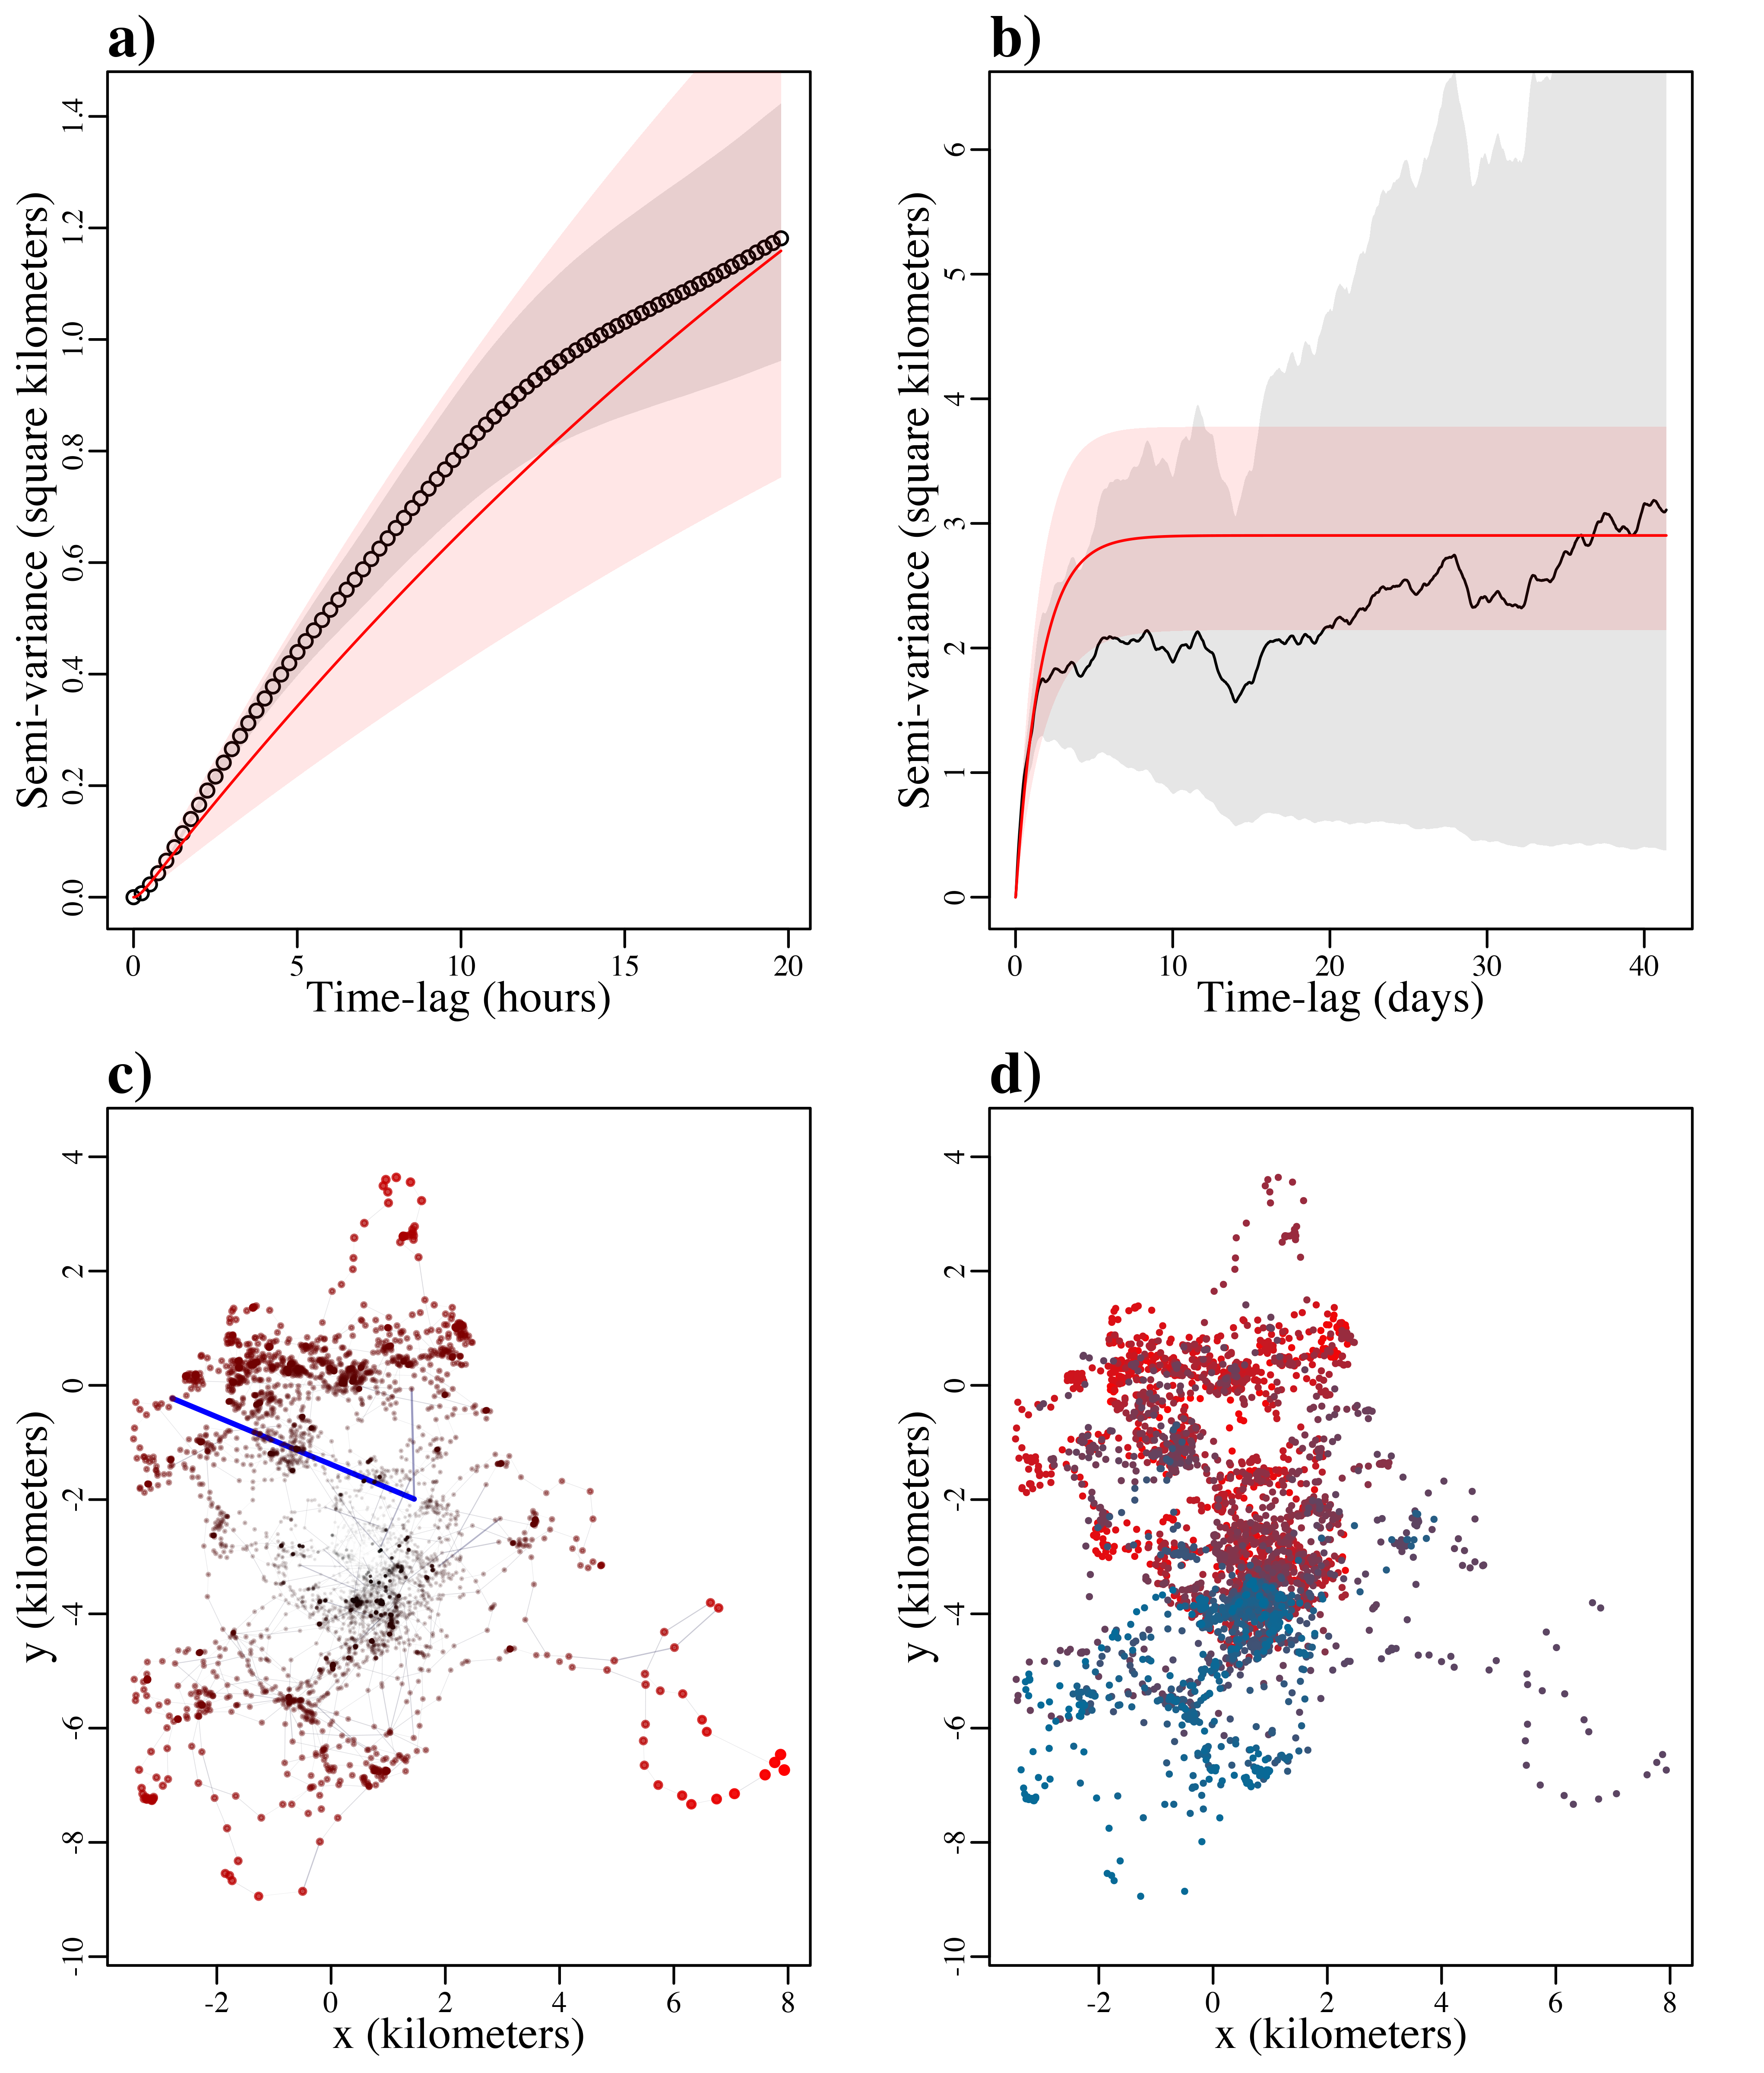 a)
Semi-variance (square kilometers)
0.0 0.2 0.4 0.6 0.8 1.0 1.2 1.4
0 5 10 15 20
Time-lag (hours)
b)
Semi-variance (square kilometers)
0 1 2 3 4 5 6
0 10 20 30 40
Time-lag (days)
c)
y (kilometers)
-10 -8 -6 -4 -2 0 2 4
-2 0 2 4 6 8
x (kilometers)
d)
y (kilometers)
-10 -8 -6 -4 -2 0 2 4
-2 0 2 4 6 8
x (kilometers)